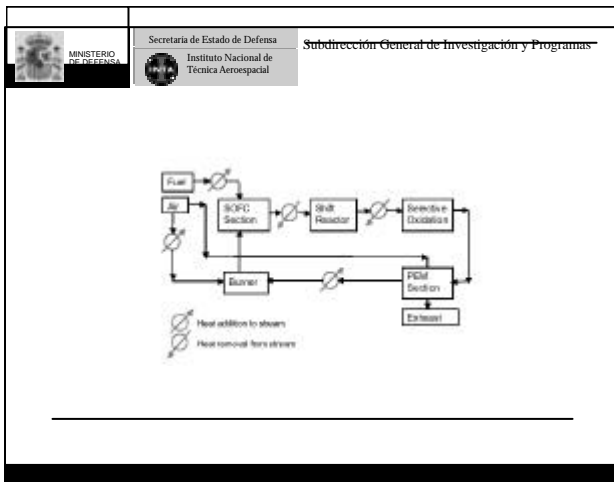 MINISTERIO
DE DEFENSA
Secretaría de Estado de Defensa
INTA
Instituto Nacional de
Técnica Aeroespacial
Subdirección General de Investigación y Programas
Fuel
Air
SOFC
Section
Shift
Reactor
Selective
Oxidation
Burner
PEM
Section
Exhaust
Heat addition to stream
Heat removal from stream